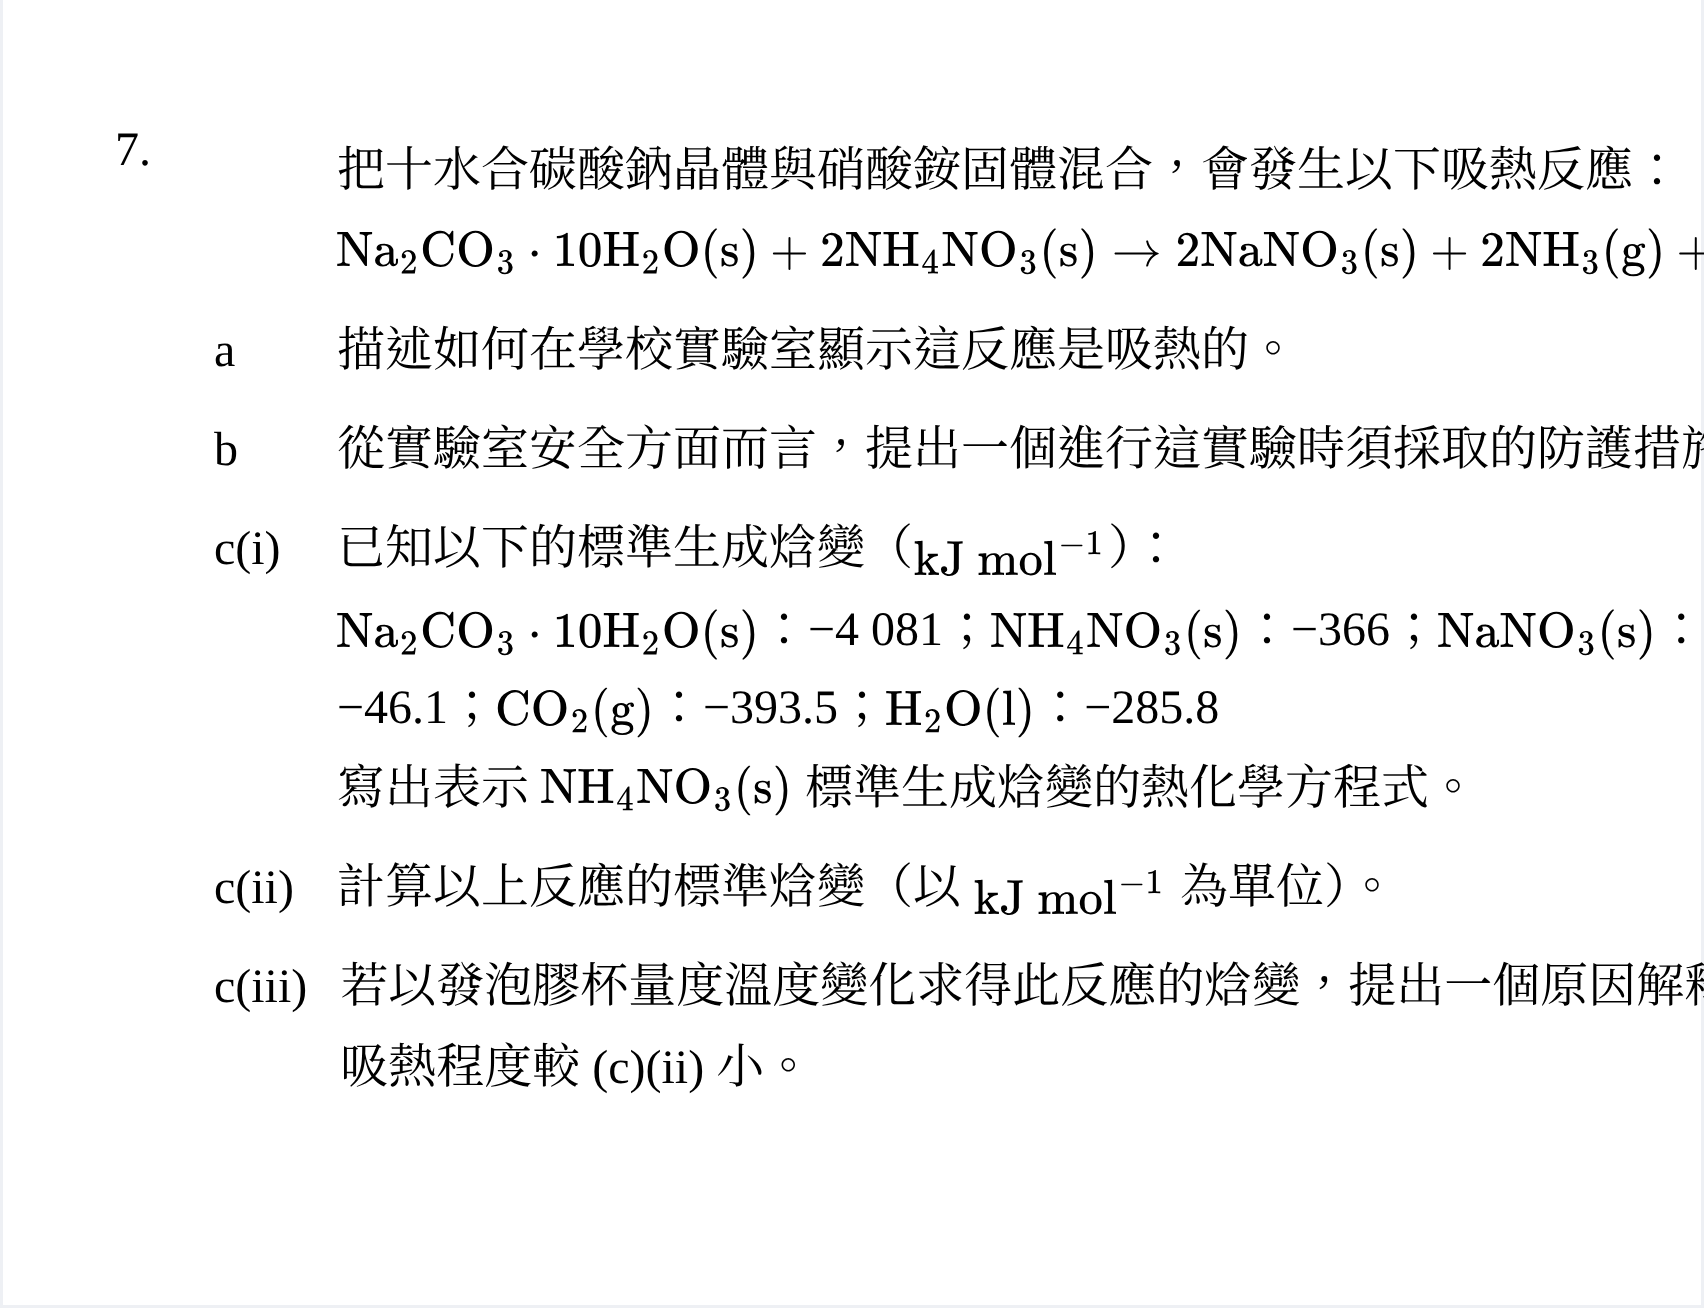 7. 把十水合碳酸鈉晶體與硝酸銨固體混合，會發生以下吸熱反應：
Na₂CO₃ · 10H₂O(s) + 2NH₄NO₃(s) → 2NaNO₃(s) + 2NH₃(g) +
a 描述如何在學校實驗室顯示這反應是吸熱的。
b 從實驗室安全方面而言，提出一個進行這實驗時須採取的防護措施
c(i) 已知以下的標準生成焓變（kJ mol⁻¹）：
Na₂CO₃ · 10H₂O(s)：−4 081；NH₄NO₃(s)：−366；NaNO₃(s)：
−46.1；CO₂(g)：−393.5；H₂O(l)：−285.8
寫出表示 NH₄NO₃(s) 標準生成焓變的熱化學方程式。
c(ii) 計算以上反應的標準焓變（以 kJ mol⁻¹ 為單位）。
c(iii) 若以發泡膠杯量度溫度變化求得此反應的焓變，提出一個原因解釋
吸熱程度較 (c)(ii) 小。